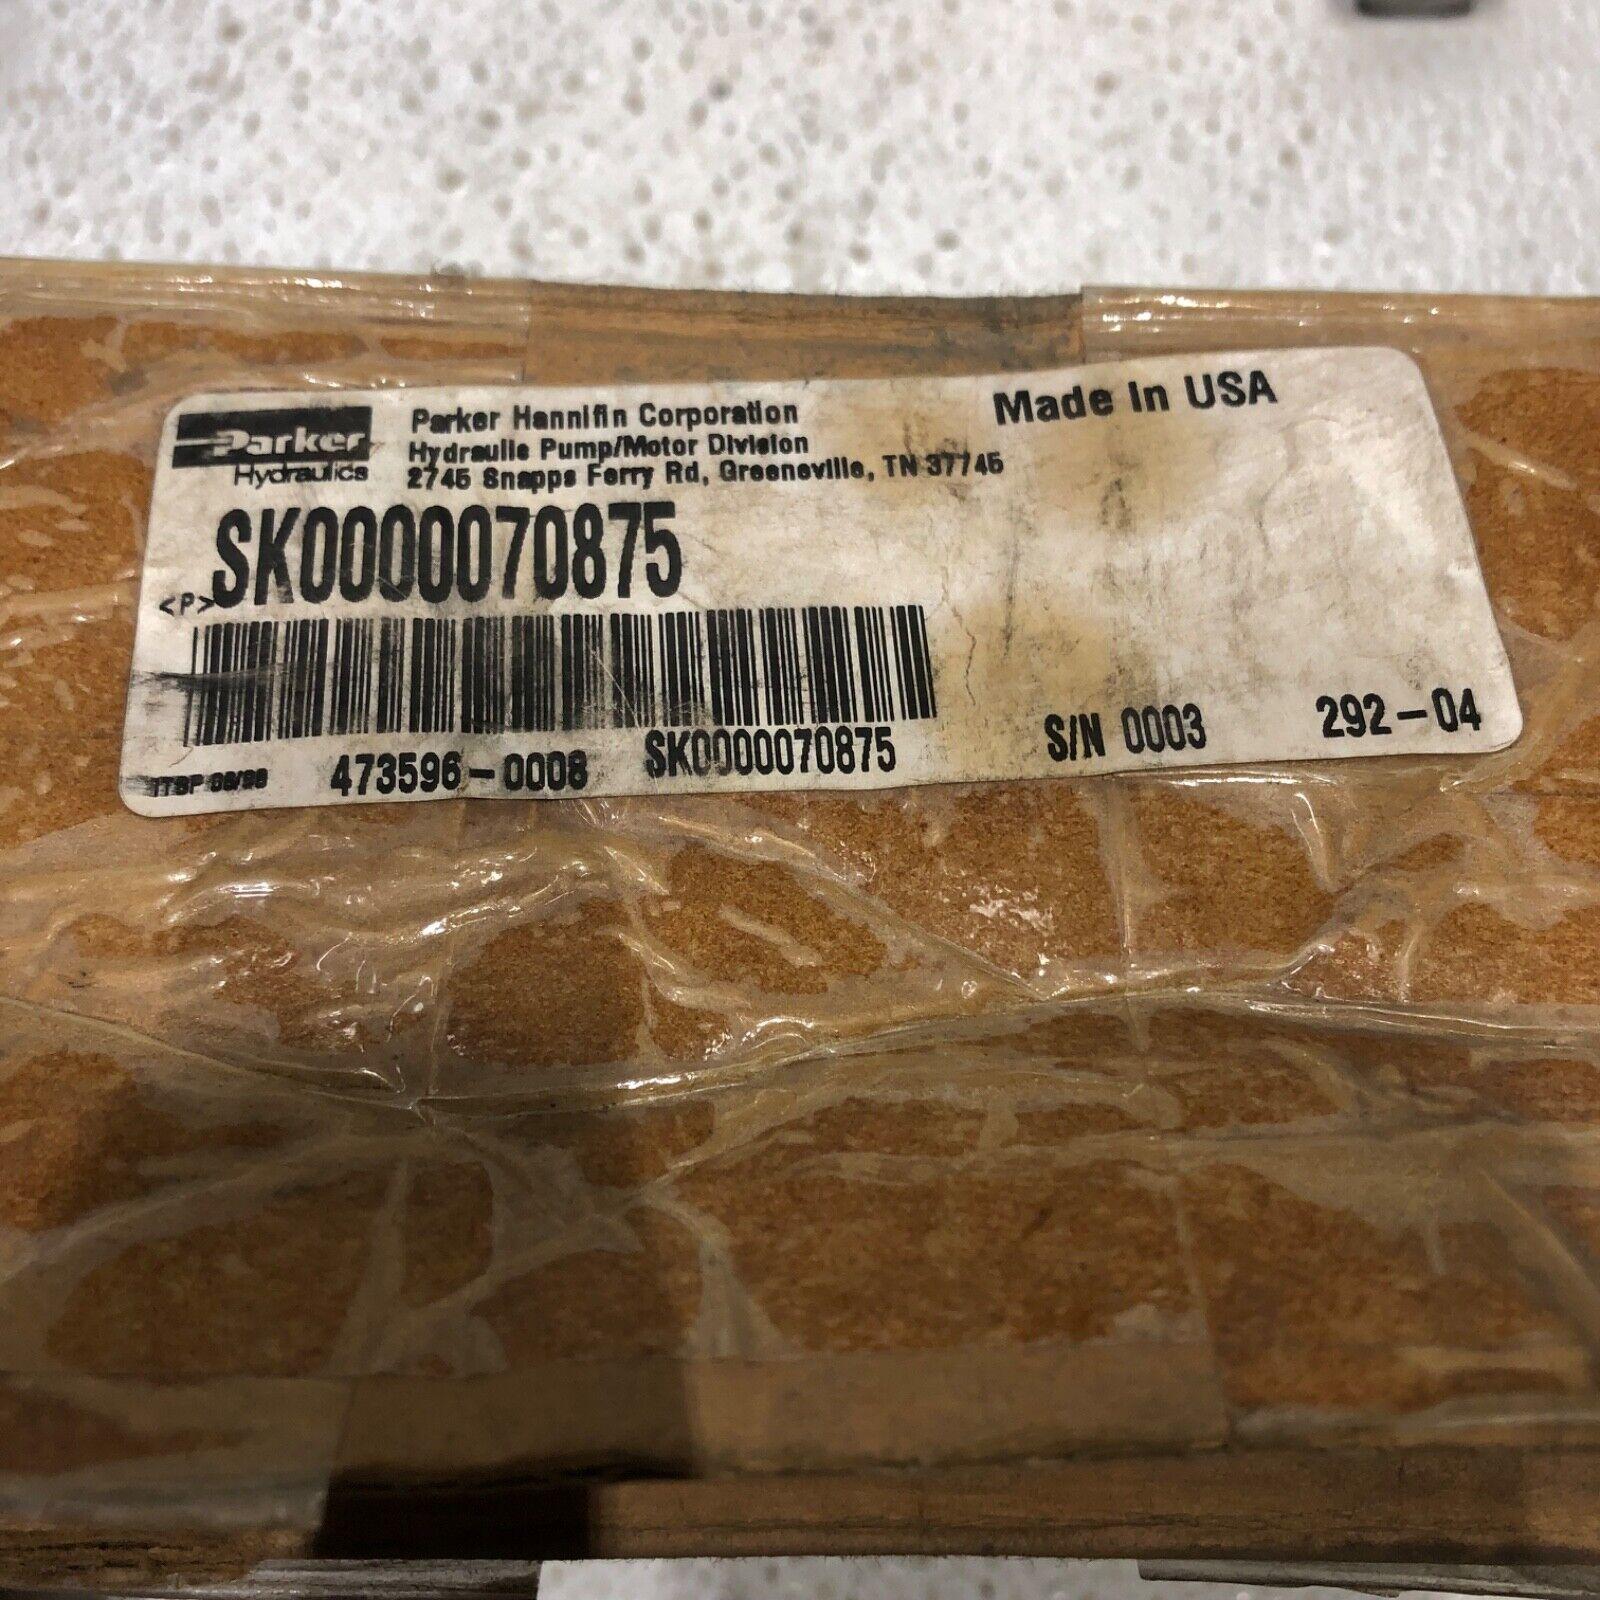 Parker
Hydraulics
Parker Hannifin Corporation
Hydraulic Pump/Motor Division
2745 Snapps Ferry Rd, Greeneville, TN 37745
Made In USA
SK0000070875
<P>
473596-0008
SK0000070875
S/N 0003
292-04